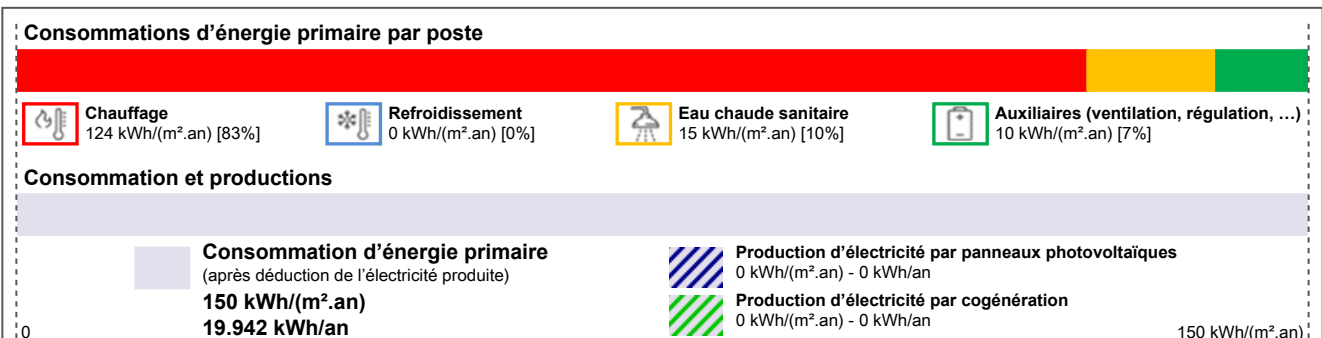 Consommations d’énergie primaire par poste
Chauffage
124 kWh/(m².an) [83%]
Refroidissement
0 kWh/(m².an) [0%]
Eau chaude sanitaire
15 kWh/(m².an) [10%]
Auxiliaires (ventilation, régulation, …)
10 kWh/(m².an) [7%]
Consommation et productions
Consommation d’énergie primaire
(après déduction de l’électricité produite)
150 kWh/(m².an)
19.942 kWh/an
Production d’électricité par panneaux photovoltaïques
0 kWh/(m².an) - 0 kWh/an
Production d’électricité par cogénération
0 kWh/(m².an) - 0 kWh/an
0
150 kWh/(m².an)